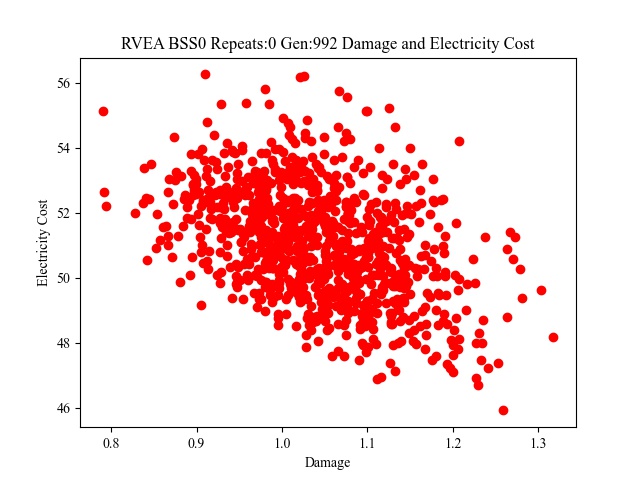 RVEA BSS0 Repeats:0 Gen:992 Damage and Electricity Cost
56
54
52
50
48
46
Electricity Cost
0.8 0.9 1.0 1.1 1.2 1.3
Damage